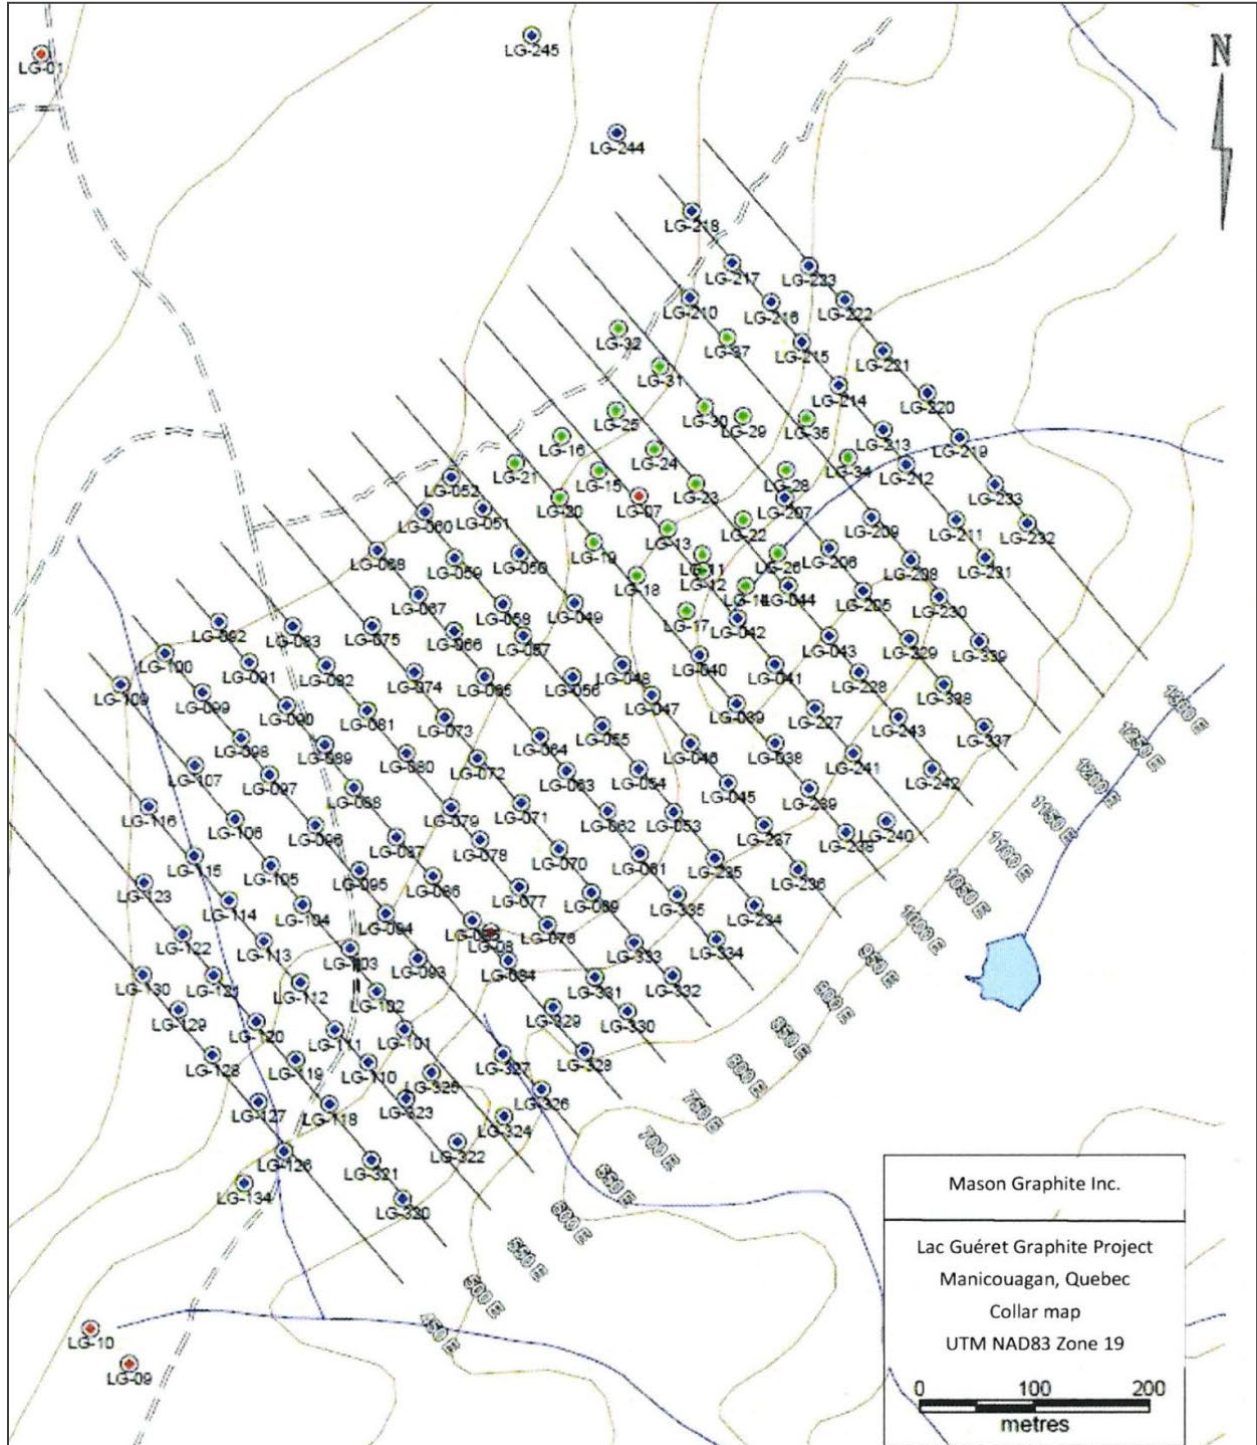 LG-01
LG-245
N
LG-244
LG-218
LG-217
LG-223
LG-210
LG-216
LG-222
LG-32
LG-37
LG-215
LG-221
LG-31
LG-214
LG-220
LG-25
LG-30
LG-29
LG-35
LG-16
LG-213
LG-219
LG-24
LG-21
LG-15
LG-34
LG-212
LG-052
LG-23
LG-28
LG-233
LG-20
LG-07
LG-207
LG-060
LG-051
LG-22
LG-209
LG-211
LG-232
LG-19
LG-13
LG-068
LG-059
LG-050
LG-11
LG-26
LG-206
LG-208
LG-231
LG-12
LG-18
LG-14
LG-044
LG-067
LG-058
LG-049
LG-205
LG-230
LG-17
LG-042
LG-092
LG-083
LG-075
LG-066
LG-057
LG-043
LG-229
LG-339
LG-100
LG-091
LG-082
LG-074
LG-065
LG-056
LG-048
LG-040
LG-041
LG-228
LG-338
LG-109
LG-099
LG-090
LG-081
LG-073
LG-047
LG-039
LG-227
LG-243
LG-337
1300 E
LG-098
LG-089
LG-080
LG-072
LG-064
LG-055
LG-046
LG-038
LG-241
LG-242
1250 E
LG-107
LG-097
LG-088
LG-063
LG-054
LG-045
LG-239
1200 E
LG-116
LG-106
LG-096
LG-087
LG-079
LG-071
LG-062
LG-053
LG-237
LG-238
LG-240
1150 E
LG-115
LG-105
LG-095
LG-086
LG-078
LG-070
LG-061
LG-235
LG-236
1100 E
LG-123
LG-114
LG-104
LG-094
LG-077
LG-069
LG-335
LG-234
1050 E
LG-122
LG-113
LG-103
LG-085
LG-08
LG-076
LG-333
LG-334
1000 E
LG-130
LG-121
LG-112
LG-102
LG-093
LG-084
LG-331
LG-332
950 E
LG-129
LG-120
LG-111
LG-101
LG-329
LG-330
900 E
LG-128
LG-119
LG-110
LG-325
LG-327
LG-328
850 E
LG-127
LG-118
LG-323
LG-324
LG-326
800 E
LG-126
LG-321
LG-322
750 E
LG-134
LG-320
700 E
650 E
600 E
550 E
500 E
450 E
LG-10
LG-09
Mason Graphite Inc.
Lac Guéret Graphite Project
Manicouagan, Quebec
Collar map
UTM NAD83 Zone 19
0 100 200
metres